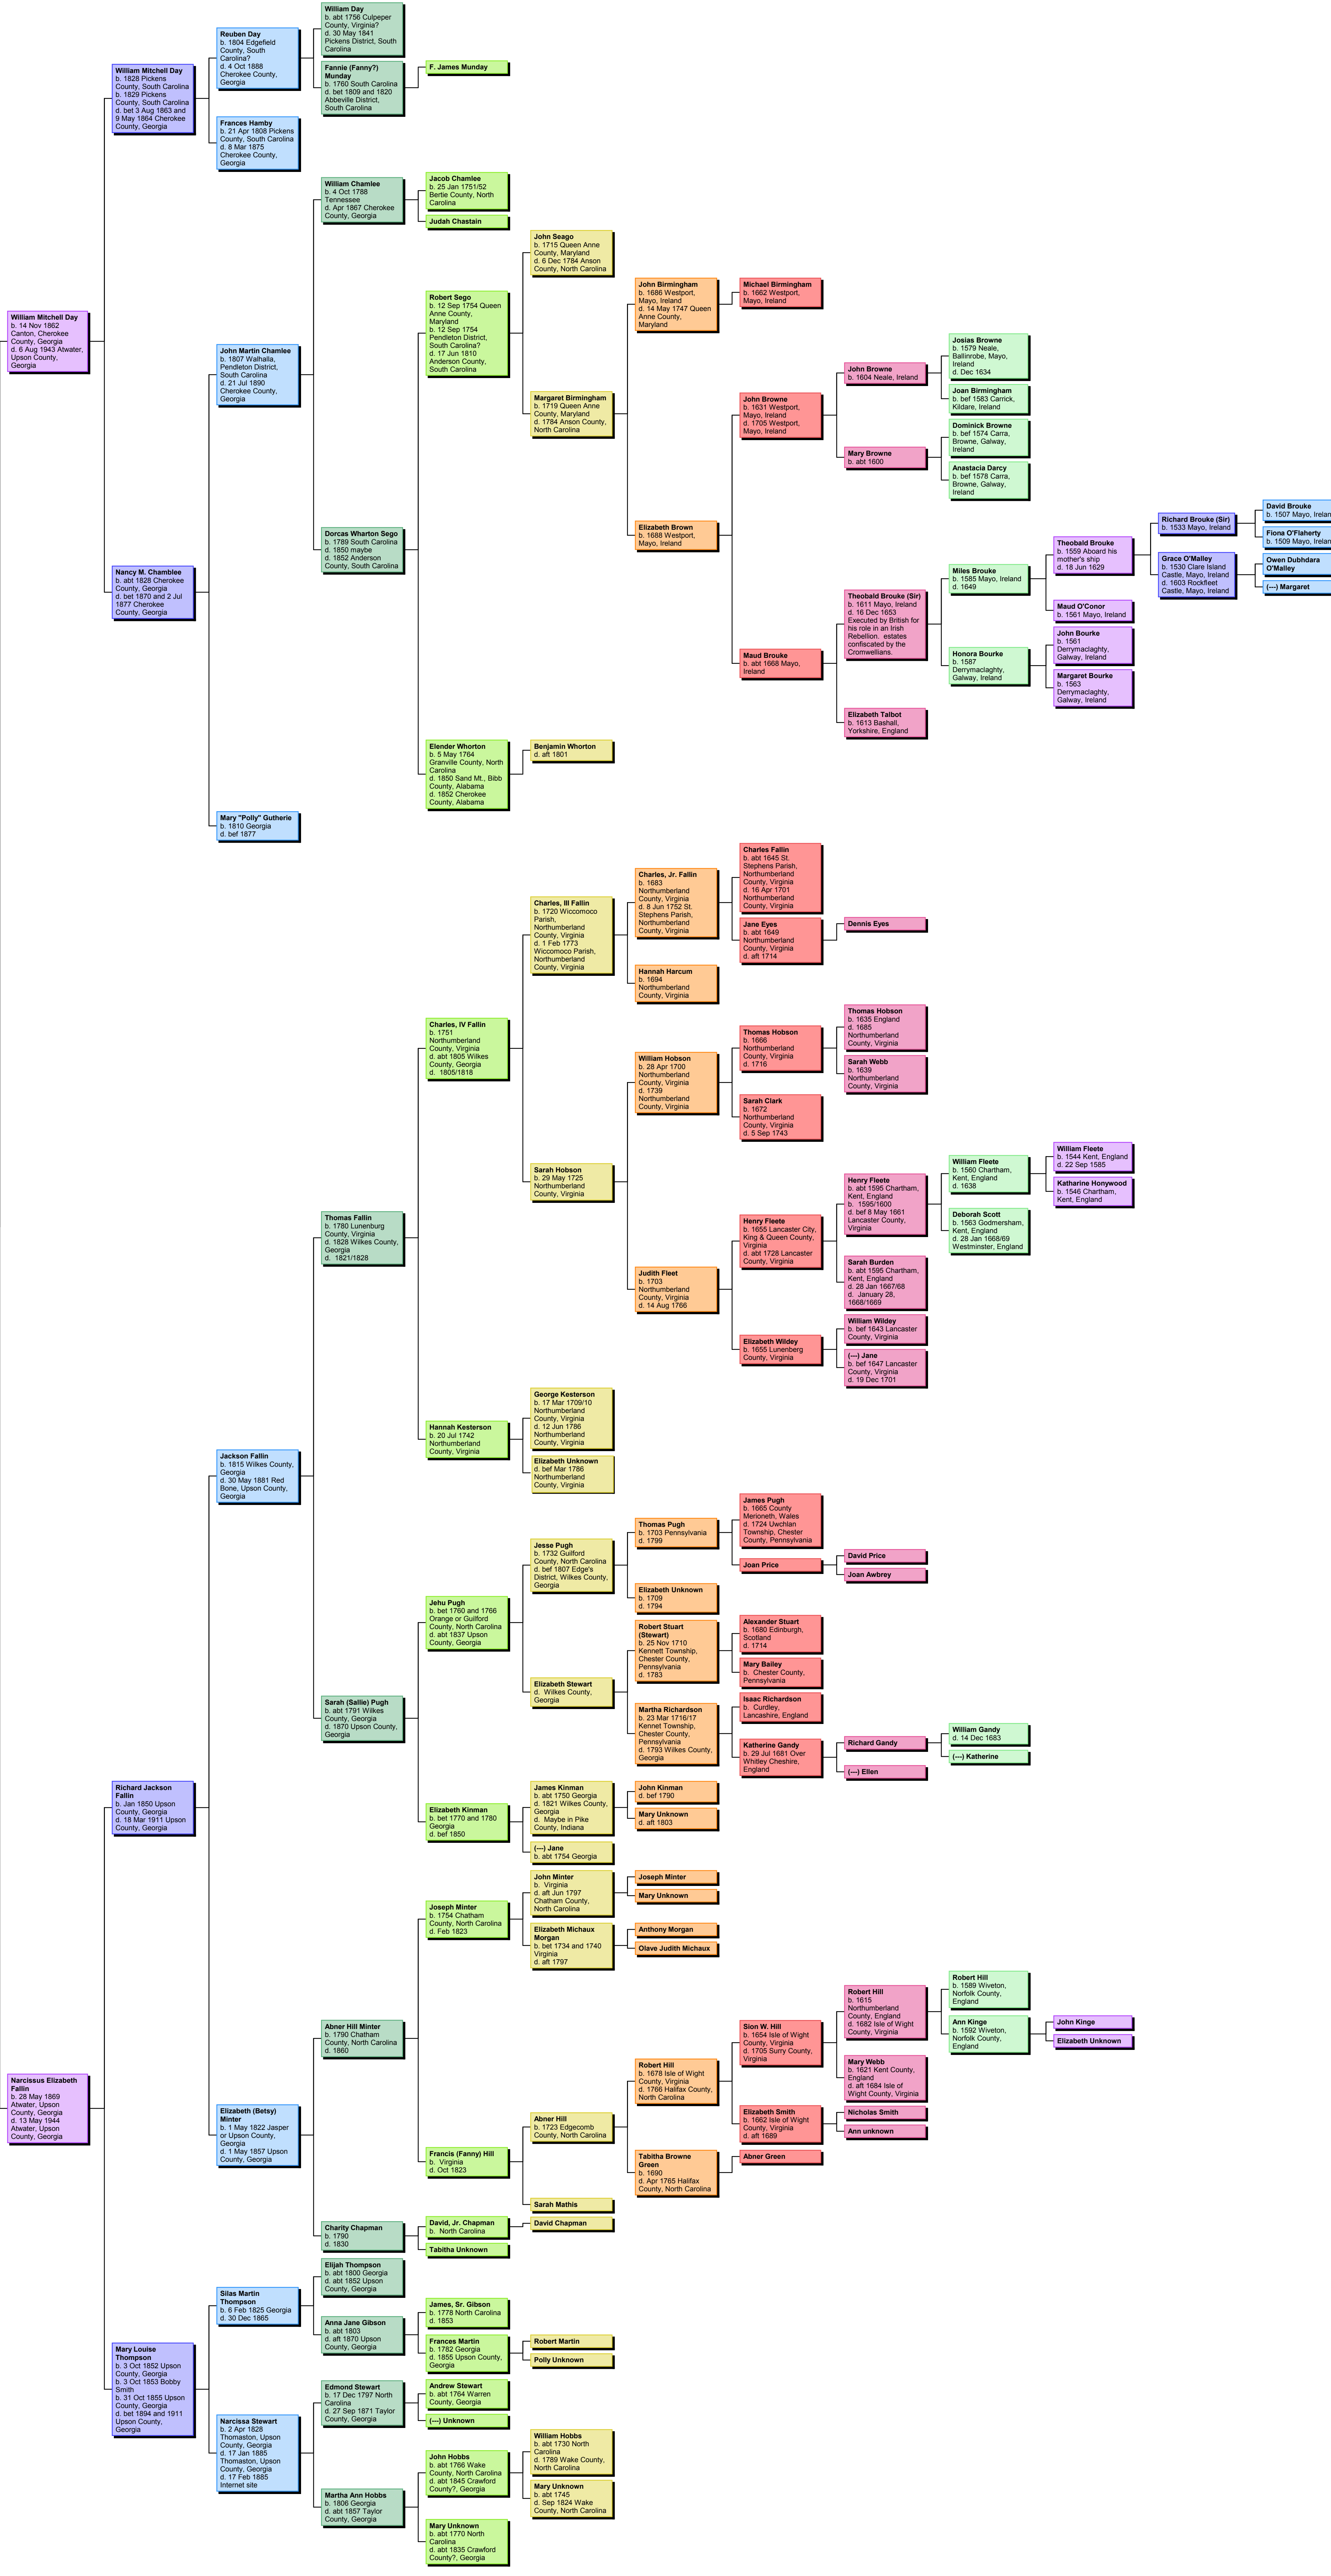 William Day
b. abt 1756 Culpeper
County, Virginia?
d. 30 May 1841
Pickens District, South
Carolina
Reuben Day
b. 1804 Edgefield
County, South
Carolina?
d. 4 Oct 1888
Cherokee County,
Georgia
Fannie (Fanny?)
Munday
b. 1760 South Carolina
d. bet 1809 and 1820
Abbeville District,
South Carolina
F. James Munday
William Mitchell Day
b. 1828 Pickens
County, South Carolina
b. 1829 Pickens
County, South Carolina
d. bet 3 Aug 1863 and
9 May 1864 Cherokee
County, Georgia
Frances Hamby
b. 21 Apr 1808 Pickens
County, South Carolina
d. 8 Mar 1875
Cherokee County,
Georgia
William Chamlee
b. 4 Oct 1788
Tennessee
d. Apr 1867 Cherokee
County, Georgia
Jacob Chamlee
b. 25 Jan 1751/52
Bertie County, North
Carolina
Judah Chastain
John Seago
b. 1715 Queen Anne
County, Maryland
d. 6 Dec 1784 Anson
County, North Carolina
Robert Sego
b. 12 Sep 1754 Queen
Anne County,
Maryland
b. 12 Sep 1754
Pendleton District,
South Carolina?
d. 17 Jun 1810
Anderson County,
South Carolina
John Birmingham
b. 1686 Westport,
Mayo, Ireland
d. 14 May 1747 Queen
Anne County,
Maryland
Michael Birmingham
b. 1662 Westport,
Mayo, Ireland
William Mitchell Day
b. 14 Nov 1862
Canton, Cherokee
County, Georgia
d. 6 Aug 1943 Atwater,
Upson County,
Georgia
John Martin Chamlee
b. 1807 Walhalla,
Pendleton District,
South Carolina
d. 21 Jul 1890
Cherokee County,
Georgia
Margaret Birmingham
b. 1719 Queen Anne
County, Maryland
d. 1784 Anson County,
North Carolina
John Browne
b. 1631 Westport,
Mayo, Ireland
d. 1705 Westport,
Mayo, Ireland
John Browne
b. 1604 Neale, Ireland
Josias Browne
b. 1579 Neale,
Ballinrobe, Mayo,
Ireland
d. Dec 1634
Joan Birmingham
b. bef 1583 Carrick,
Kildare, Ireland
Dominick Browne
b. bef 1574 Carra,
Browne, Galway,
Ireland
Mary Browne
b. abt 1600
Anastacia Darcy
b. bef 1578 Carra,
Browne, Galway,
Ireland
Dorcas Wharton Sego
b. 1789 South Carolina
d. 1850 maybe
d. 1852 Anderson
County, South Carolina
Elizabeth Brown
b. 1688 Westport,
Mayo, Ireland
Richard Brouke (Sir)
b. 1533 Mayo, Ireland
David Brouke
b. 1507 Mayo, Irelan
Fiona O'Flaherty
b. 1509 Mayo, Irelan
Theobald Brouke
b. 1559 Aboard his
mother's ship
d. 18 Jun 1629
Grace O'Malley
b. 1530 Clare Island
Castle, Mayo, Ireland
d. 1603 Rockfleet
Castle, Mayo, Ireland
Owen Dubhdara
O'Malley
(---) Margaret
Nancy M. Chamblee
b. abt 1828 Cherokee
County, Georgia
d. bet 1870 and 2 Jul
1877 Cherokee
County, Georgia
Miles Brouke
b. 1585 Mayo, Ireland
d. 1649
Maud O'Conor
b. 1561 Mayo, Ireland
Theobald Brouke (Sir)
b. 1611 Mayo, Ireland
d. 16 Dec 1653
Executed by British for
his role in an Irish
Rebellion. estates
confiscated by the
Cromwellians.
John Bourke
b. 1561
Derrymaclaghty,
Galway, Ireland
Maud Brouke
b. abt 1668 Mayo,
Ireland
Honora Bourke
b. 1587
Derrymaclaghty,
Galway, Ireland
Margaret Bourke
b. 1563
Derrymaclaghty,
Galway, Ireland
Elizabeth Talbot
b. 1613 Bashall,
Yorkshire, England
Elender Whorton
b. 5 May 1764
Granville County, North
Carolina
d. 1850 Sand Mt., Bibb
County, Alabama
d. 1852 Cherokee
County, Alabama
Benjamin Whorton
d. aft 1801
Mary "Polly" Gutherie
b. 1810 Georgia
d. bef 1877
Charles Fallin
b. abt 1645 St.
Stephens Parish,
Northumberland
County, Virginia
d. 16 Apr 1701
Northumberland
County, Virginia
Charles, Jr. Fallin
b. 1683
Northumberland
County, Virginia
d. 8 Jun 1752 St.
Stephens Parish,
Northumberland
County, Virginia
Charles, III Fallin
b. 1720 Wiccomoco
Parish,
Northumberland
County, Virginia
d. 1 Feb 1773
Wiccomoco Parish,
Northumberland
County, Virginia
Jane Eyes
b. abt 1649
Northumberland
County, Virginia
d. aft 1714
Dennis Eyes
Hannah Harcum
b. 1694
Northumberland
County, Virginia
Charles, IV Fallin
b. 1751
Northumberland
County, Virginia
d. abt 1805 Wilkes
County, Georgia
d. 1805/1818
Thomas Hobson
b. 1635 England
d. 1685
Northumberland
County, Virginia
Thomas Hobson
b. 1666
Northumberland
County, Virginia
d. 1716
Sarah Webb
b. 1639
Northumberland
County, Virginia
William Hobson
b. 28 Apr 1700
Northumberland
County, Virginia
d. 1739
Northumberland
County, Virginia
Sarah Clark
b. 1672
Northumberland
County, Virginia
d. 5 Sep 1743
Sarah Hobson
b. 29 May 1725
Northumberland
County, Virginia
William Fleete
b. 1560 Chartham,
Kent, England
d. 1638
William Fleete
b. 1544 Kent, England
d. 22 Sep 1585
Katharine Honywood
b. 1546 Chartham,
Kent, England
Henry Fleete
b. abt 1595 Chartham,
Kent, England
b. 1595/1600
d. bef 8 May 1661
Lancaster County,
Virginia
Deborah Scott
b. 1563 Godmersham,
Kent, England
d. 28 Jan 1668/69
Westminster, England
Thomas Fallin
b. 1780 Lunenburg
County, Virginia
d. 1828 Wilkes County,
Georgia
d. 1821/1828
Henry Fleete
b. 1655 Lancaster City,
King & Queen County,
Virginia
d. abt 1728 Lancaster
County, Virginia
Sarah Burden
b. abt 1595 Chartham,
Kent, England
d. 28 Jan 1667/68
d. January 28,
1668/1669
Judith Fleet
b. 1703
Northumberland
County, Virginia
d. 14 Aug 1766
William Wildey
b. bef 1643 Lancaster
County, Virginia
Elizabeth Wildey
b. 1655 Lunenberg
County, Virginia
(---) Jane
b. bef 1647 Lancaster
County, Virginia
d. 19 Dec 1701
George Kesterson
b. 17 Mar 1709/10
Northumberland
County, Virginia
d. 12 Jun 1786
Northumberland
County, Virginia
Hannah Kesterson
b. 20 Jul 1742
Northumberland
County, Virginia
Elizabeth Unknown
d. bef Mar 1786
Northumberland
County, Virginia
Jackson Fallin
b. 1815 Wilkes County,
Georgia
d. 30 May 1881 Red
Bone, Upson County,
Georgia
James Pugh
b. 1665 County
Merioneth, Wales
d. 1724 Uwchlan
Township, Chester
County, Pennsylvania
Thomas Pugh
b. 1703 Pennsylvania
d. 1799
Joan Price
David Price
Joan Awbrey
Jesse Pugh
b. 1732 Guilford
County, North Carolina
d. bef 1807 Edge's
District, Wilkes County,
Georgia
Elizabeth Unknown
b. 1709
d. 1794
Jehu Pugh
b. bet 1760 and 1766
Orange or Guilford
County, North Carolina
d. abt 1837 Upson
County, Georgia
Robert Stuart
(Stewart)
b. 25 Nov 1710
Kennett Township,
Chester County,
Pennsylvania
d. 1783
Alexander Stuart
b. 1680 Edinburgh,
Scotland
d. 1714
Mary Bailey
b. Chester County,
Pennsylvania
Elizabeth Stewart
d. Wilkes County,
Georgia
Isaac Richardson
b. Curdley,
Lancashire, England
Sarah (Sallie) Pugh
b. abt 1791 Wilkes
County, Georgia
d. 1870 Upson County,
Georgia
Martha Richardson
b. 23 Mar 1716/17
Kennet Township,
Chester County,
Pennsylvania
d. 1793 Wilkes County,
Georgia
Katherine Gandy
b. 29 Jul 1681 Over
Whitley Cheshire,
England
Richard Gandy
William Gandy
d. 14 Dec 1683
(---) Katherine
(---) Ellen
Richard Jackson
Fallin
b. Jan 1850 Upson
County, Georgia
d. 18 Mar 1911 Upson
County, Georgia
James Kinman
b. abt 1750 Georgia
d. 1821 Wilkes County,
Georgia
d. Maybe in Pike
County, Indiana
John Kinman
d. bef 1790
Mary Unknown
d. aft 1803
Elizabeth Kinman
b. bet 1770 and 1780
Georgia
d. bef 1850
(---) Jane
b. abt 1754 Georgia
John Minter
b. Virginia
d. aft Jun 1797
Chatham County,
North Carolina
Joseph Minter
Mary Unknown
Joseph Minter
b. 1754 Chatham
County, North Carolina
d. Feb 1823
Elizabeth Michaux
Morgan
b. bet 1734 and 1740
Virginia
d. aft 1797
Anthony Morgan
Olave Judith Michaux
Robert Hill
b. 1589 Wiveton,
Norfolk County,
England
Robert Hill
b. 1615
Northumberland
County, England
d. 1682 Isle of Wight
County, Virginia
Ann Kinge
b. 1592 Wiveton,
Norfolk County,
England
John Kinge
Elizabeth Unknown
Abner Hill Minter
b. 1790 Chatham
County, North Carolina
d. 1860
Sion W. Hill
b. 1654 Isle of Wight
County, Virginia
d. 1705 Surry County,
Virginia
Mary Webb
b. 1621 Kent County,
England
d. aft 1684 Isle of
Wight County, Virginia
Robert Hill
b. 1678 Isle of Wight
County, Virginia
d. 1766 Halifax County,
North Carolina
Narcissus Elizabeth
Fallin
b. 28 May 1869
Atwater, Upson
County, Georgia
d. 13 May 1944
Atwater, Upson
County, Georgia
Elizabeth (Betsy)
Minter
b. 1 May 1822 Jasper
or Upson County,
Georgia
d. 1 May 1857 Upson
County, Georgia
Abner Hill
b. 1723 Edgecomb
County, North Carolina
Elizabeth Smith
b. 1662 Isle of Wight
County, Virginia
d. aft 1689
Nicholas Smith
Ann unknown
Francis (Fanny) Hill
b. Virginia
d. Oct 1823
Tabitha Browne
Green
b. 1690
d. Apr 1765 Halifax
County, North Carolina
Abner Green
Sarah Mathis
Charity Chapman
b. 1790
d. 1830
David, Jr. Chapman
b. North Carolina
David Chapman
Tabitha Unknown
Elijah Thompson
b. abt 1800 Georgia
d. abt 1852 Upson
County, Georgia
Silas Martin
Thompson
b. 6 Feb 1825 Georgia
d. 30 Dec 1865
James, Sr. Gibson
b. 1778 North Carolina
d. 1853
Anna Jane Gibson
b. abt 1803
d. aft 1870 Upson
County, Georgia
Frances Martin
b. 1782 Georgia
d. 1855 Upson County,
Georgia
Robert Martin
Polly Unknown
Mary Louise
Thompson
b. 3 Oct 1852 Upson
County, Georgia
b. 3 Oct 1853 Bobby
Smith
b. 31 Oct 1855 Upson
County, Georgia
d. bet 1894 and 1911
Upson County,
Georgia
Edmond Stewart
b. 17 Dec 1797 North
Carolina
d. 27 Sep 1871 Taylor
County, Georgia
Andrew Stewart
b. abt 1764 Warren
County, Georgia
(---) Unknown
Narcissa Stewart
b. 2 Apr 1828
Thomaston, Upson
County, Georgia
d. 17 Jan 1885
Thomaston, Upson
County, Georgia
d. 17 Feb 1885
Internet site
William Hobbs
b. abt 1730 North
Carolina
d. 1789 Wake County,
North Carolina
John Hobbs
b. abt 1766 Wake
County, North Carolina
d. abt 1845 Crawford
County?, Georgia
Mary Unknown
b. abt 1745
d. Sep 1824 Wake
County, North Carolina
Martha Ann Hobbs
b. 1806 Georgia
d. abt 1857 Taylor
County, Georgia
Mary Unknown
b. abt 1770 North
Carolina
d. abt 1835 Crawford
County?, Georgia